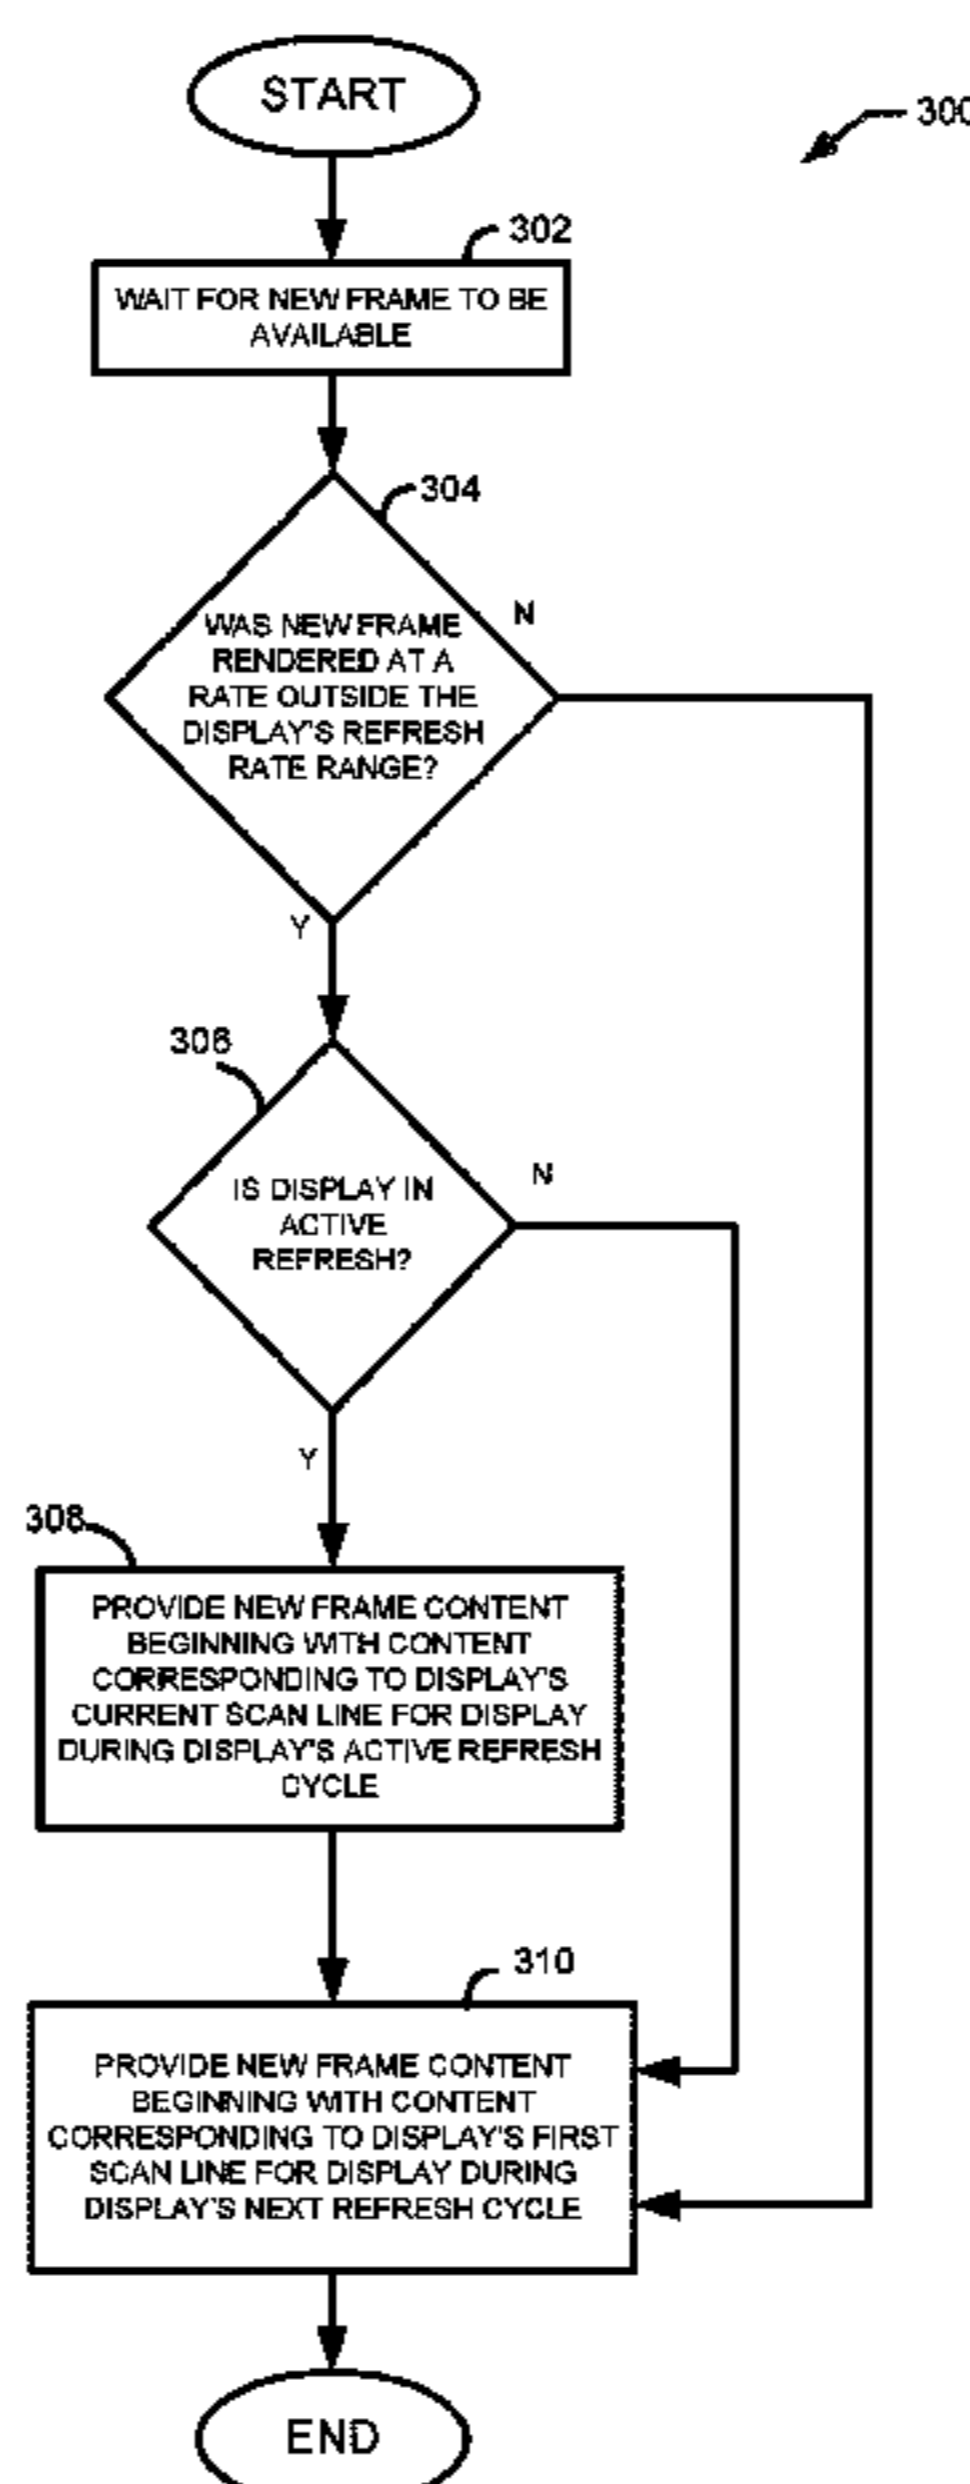 START
300
302
WAIT FOR NEW FRAME TO BE
AVAILABLE
304
N
WAS NEW FRAME
RENDERED AT A
RATE OUTSIDE THE
DISPLAY'S REFRESH
RATE RANGE?
Y
306
N
IS DISPLAY IN
ACTIVE
REFRESH?
Y
308
PROVIDE NEW FRAME CONTENT
BEGINNING WITH CONTENT
CORRESPONDING TO DISPLAY'S
CURRENT SCAN LINE FOR DISPLAY
DURING DISPLAY'S ACTIVE REFRESH
CYCLE
310
PROVIDE NEW FRAME CONTENT
BEGINNING WITH CONTENT
CORRESPONDING TO DISPLAY'S FIRST
SCAN LINE FOR DISPLAY DURING
DISPLAY'S NEXT REFRESH CYCLE
END